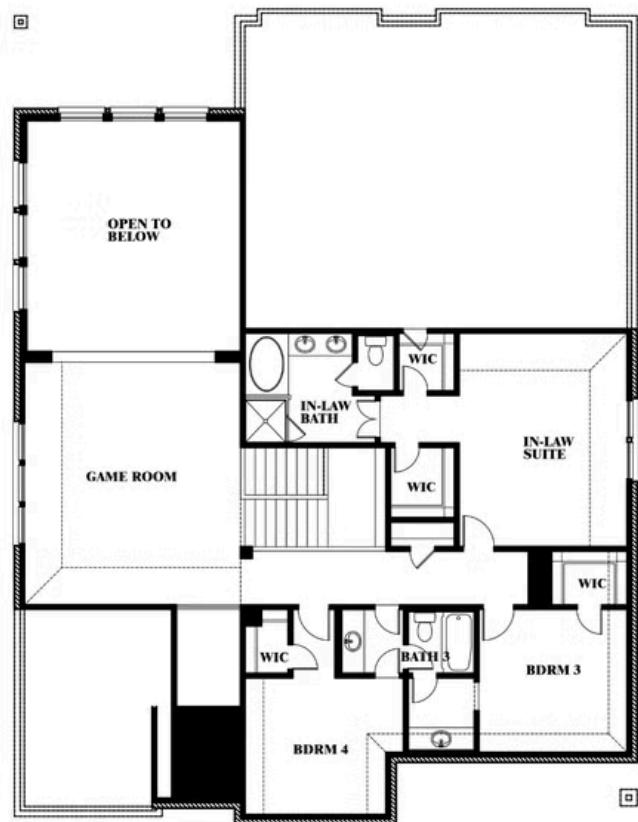 OPEN TO
BELOW
WIC
IN-LAW
BATH
IN-LAW
SUITE
GAME ROOM
WIC
WIC
WIC
BATH 3
BDRM 3
BDRM 4